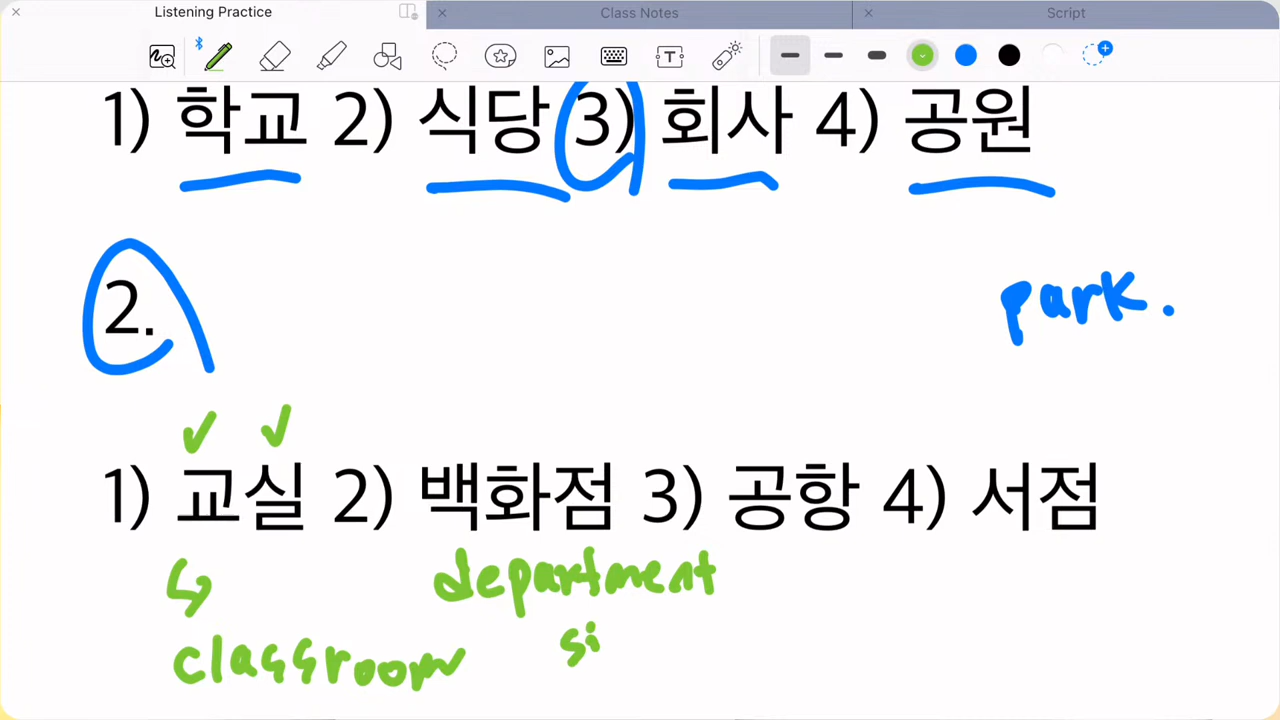 Listening Practice
Class Notes
Script
1) 학교 2) 식당 3) 회사 4) 공원
2.
park.
1) 교실 2) 백화점 3) 공항 4) 서점
department
si
classroom